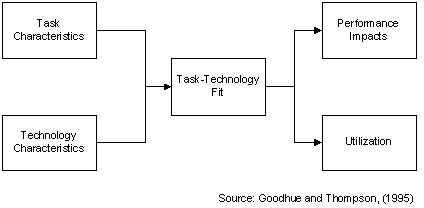 Task
Characteristics
Performance
Impacts
Task-Technology
Fit
Technology
Characteristics
Utilization
Source: Goodhue and Thompson, (1995)